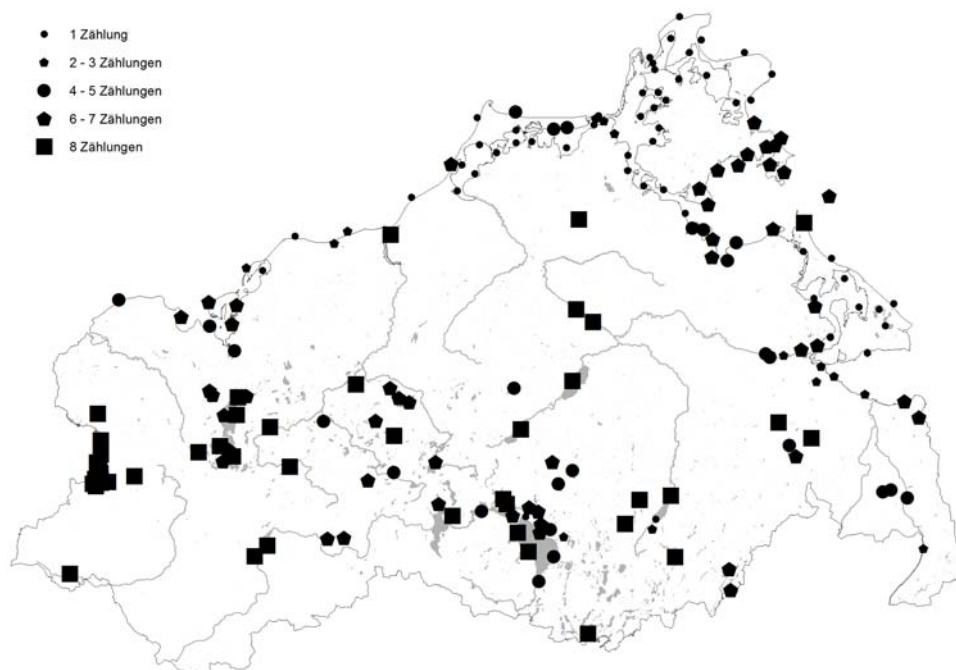 1 Zählung
2 - 3 Zählungen
4 - 5 Zählungen
6 - 7 Zählungen
8 Zählungen